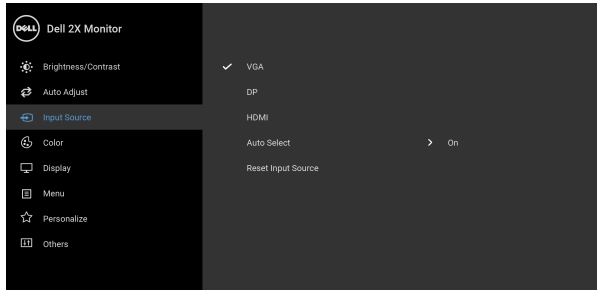 DELL Dell 2X Monitor
Brightness/Contrast VGA
Auto Adjust DP
Input Source HDMI
Color Auto Select On
Display Reset Input Source
Menu
Personalize
Others